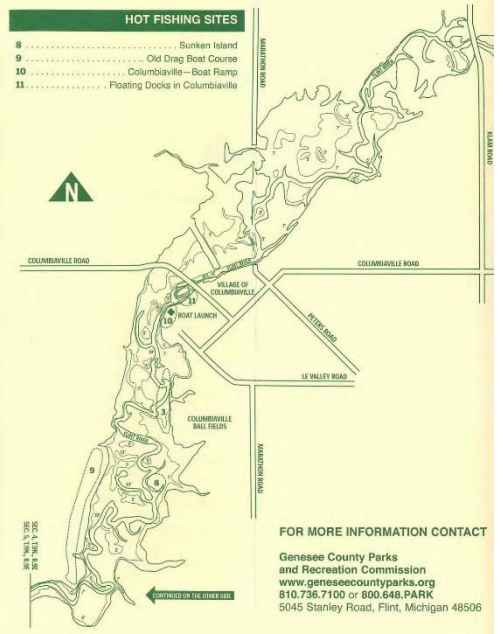 HOT FISHING SITES
8 . . . . . . . . . . . . . . . . . . . . . . . . . Sunken Island
9 . . . . . . . . . . . . . . . . . . . Old Drag Boat Course
10 . . . . . . . . . . . . . . . . Columbiaville—Boat Ramp
11 . . . . . . . . . . . . . Floating Docks in Columbiaville
MARATHON ROAD
FLINT RIVER
KLAM ROAD
N
COLUMBIAVILLE ROAD
FLINT RIVER
COLUMBIAVILLE ROAD
VILLAGE OF
COLUMBIAVILLE
11
10
BOAT LAUNCH
PETERS ROAD
LE VALLEY ROAD
3
COLUMBIAVILLE
BALL FIELDS
FLINT RIVER
MARATHON ROAD
9
8
SEC. 4, T9N, R.9E
SEC. 5, T9N, R.9E
CONTINUED ON THE OTHER SIDE
FOR MORE INFORMATION CONTACT
Genesee County Parks
and Recreation Commission
www.geneseecountyparks.org
810.736.7100 or 800.648.PARK
5045 Stanley Road, Flint, Michigan 48506